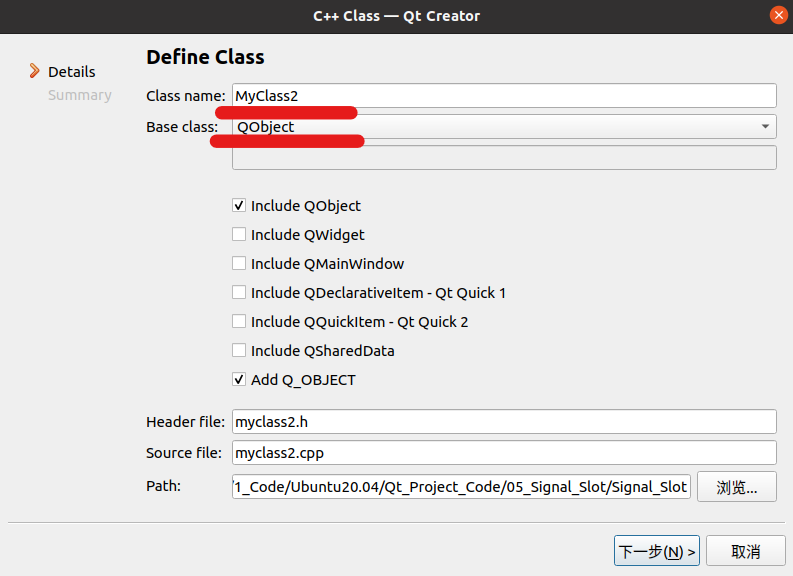 C++ Class — Qt Creator
Define Class
Details
Summary
Class name: MyClass2
Base class: QObject
Include QObject
Include QWidget
Include QMainWindow
Include QDeclarativeItem - Qt Quick 1
Include QQuickItem - Qt Quick 2
Include QSharedData
Add Q_OBJECT
Header file: myclass2.h
Source file: myclass2.cpp
Path: /1_Code/Ubuntu20.04/Qt_Project_Code/05_Signal_Slot/Signal_Slot 浏览...
下一步(N) > 取消